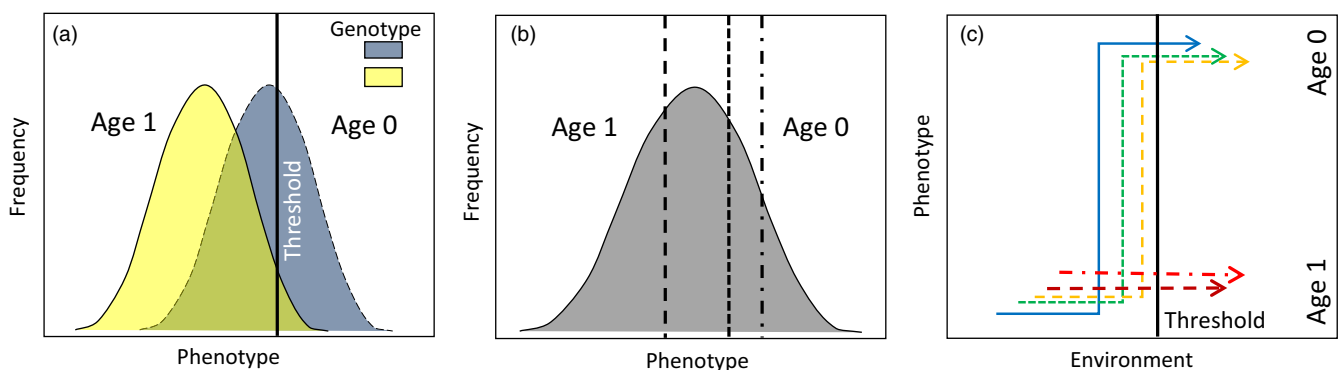 (a)
Genotype
Age 1
Age 0
Threshold
Frequency
Phenotype
(b)
Age 1
Age 0
Frequency
Phenotype
(c)
Age 0
Age 1
Threshold
Phenotype
Environment